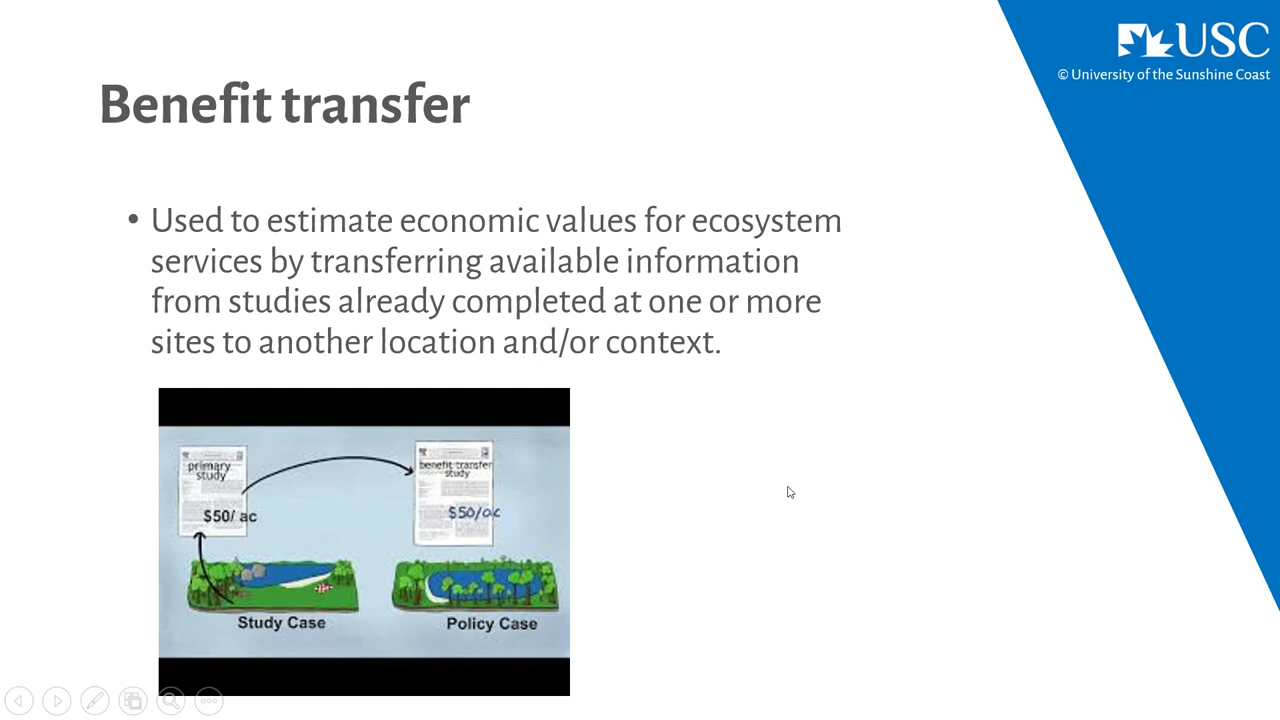 USC
© University of the Sunshine Coast
Benefit transfer
• Used to estimate economic values for ecosystem
services by transferring available information
from studies already completed at one or more
sites to another location and/or context.
primary
study
$50/ ac
benefit transfer
study
$50/ac
Study Case
Policy Case